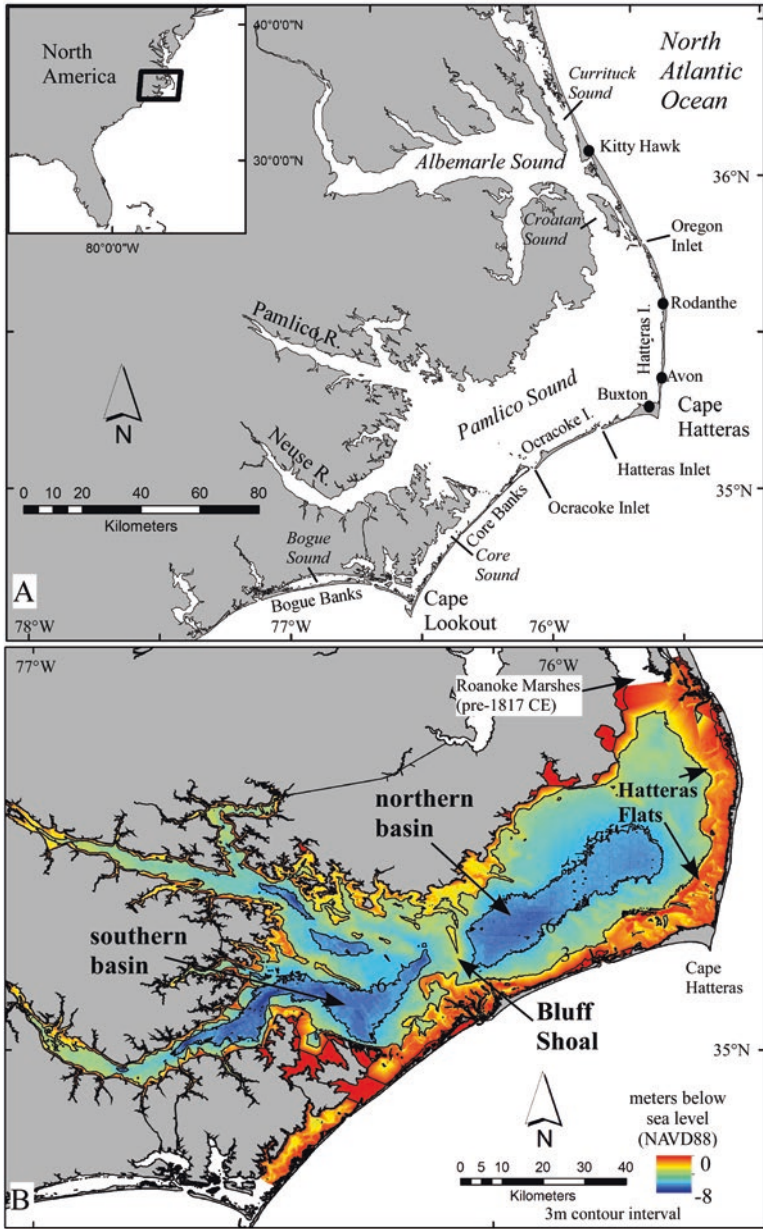 40°0'0"N
North
America
30°0'0"N
80°0'0"W
North
Atlantic
Ocean
Currituck
Sound
Albemarle Sound
Kitty Hawk
36°N
Croatan
Sound
Oregon
Inlet
Rodanthe
Pamlico R.
Hatteras I.
Avon
Buxton
Cape
Hatteras
Pamlico Sound
N
Neuse R.
Ocracoke I.
Hatteras Inlet
35°N
0 5 10 20 40 60 80
Kilometers
Ocracoke Inlet
Core Banks
Core
Sound
Bogue
Sound
Bogue Banks
Cape
Lookout
A
78°W
77°W
76°W
77°W
76°W
Roanoke Marshes
(pre-1817 CE)
northern
basin
Hatteras
Flats
southern
basin
6
3
6
Bluff
Shoal
Cape
Hatteras
35°N
N
meters below
sea level
(NAVD88)
0
-8
0 5 10 20 30 40
Kilometers
3m contour interval
B